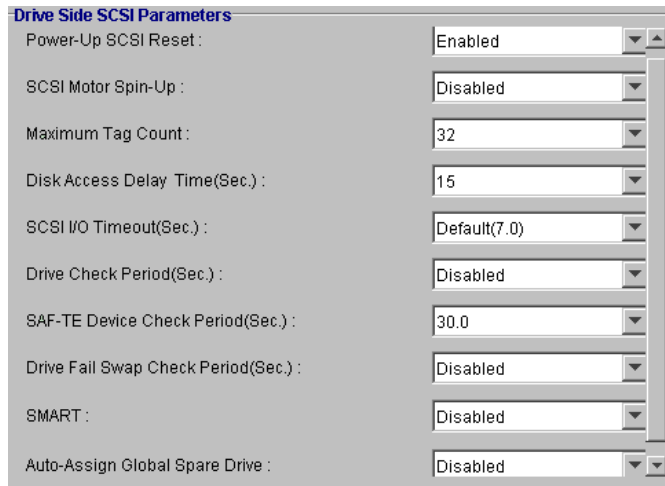 Drive Side SCSI Parameters
Power-Up SCSI Reset : Enabled
SCSI Motor Spin-Up : Disabled
Maximum Tag Count : 32
Disk Access Delay Time(Sec.) : 15
SCSI I/O Timeout(Sec.) : Default(7.0)
Drive Check Period(Sec.) : Disabled
SAF-TE Device Check Period(Sec.) : 30.0
Drive Fail Swap Check Period(Sec.) : Disabled
SMART : Disabled
Auto-Assign Global Spare Drive : Disabled